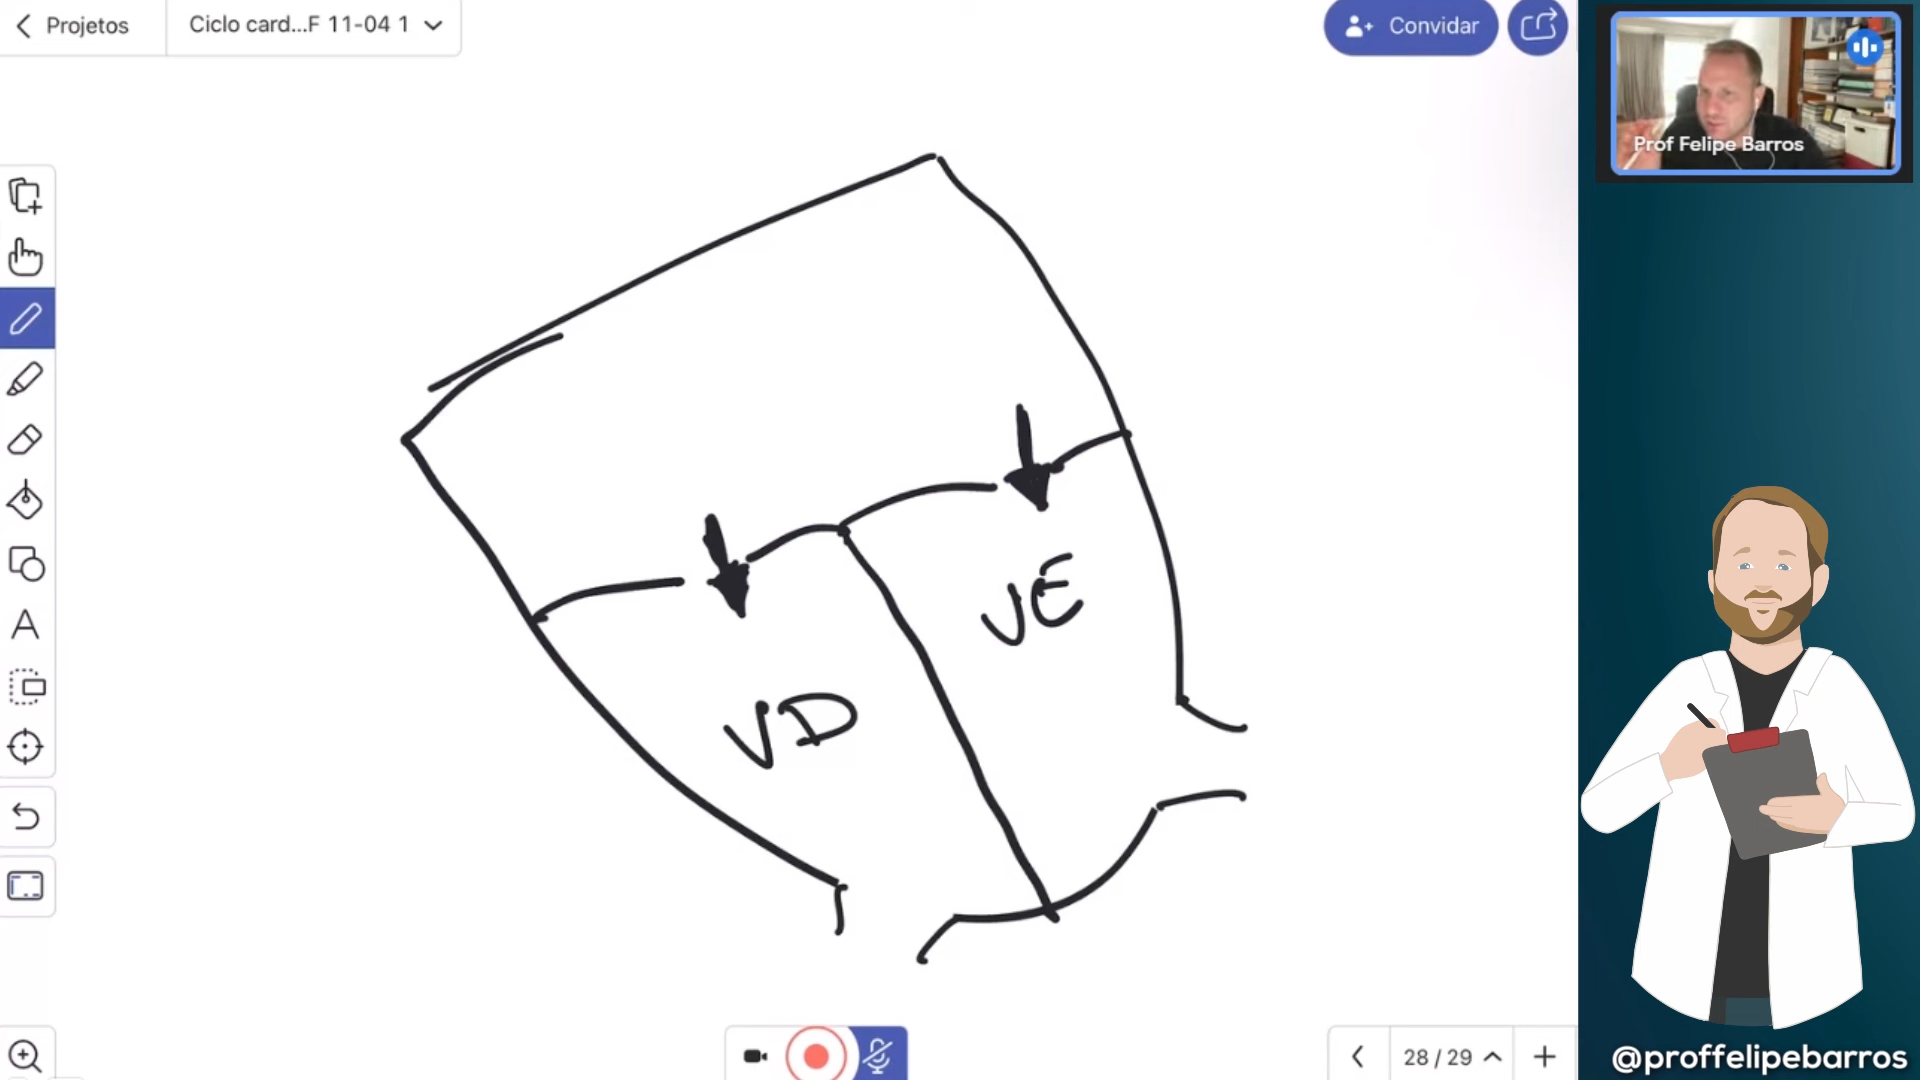 Projetos
Ciclo card...F 11-04 1
Convidar
Prof Felipe Barros
VE
VD
28 / 29
@proffelipebarros